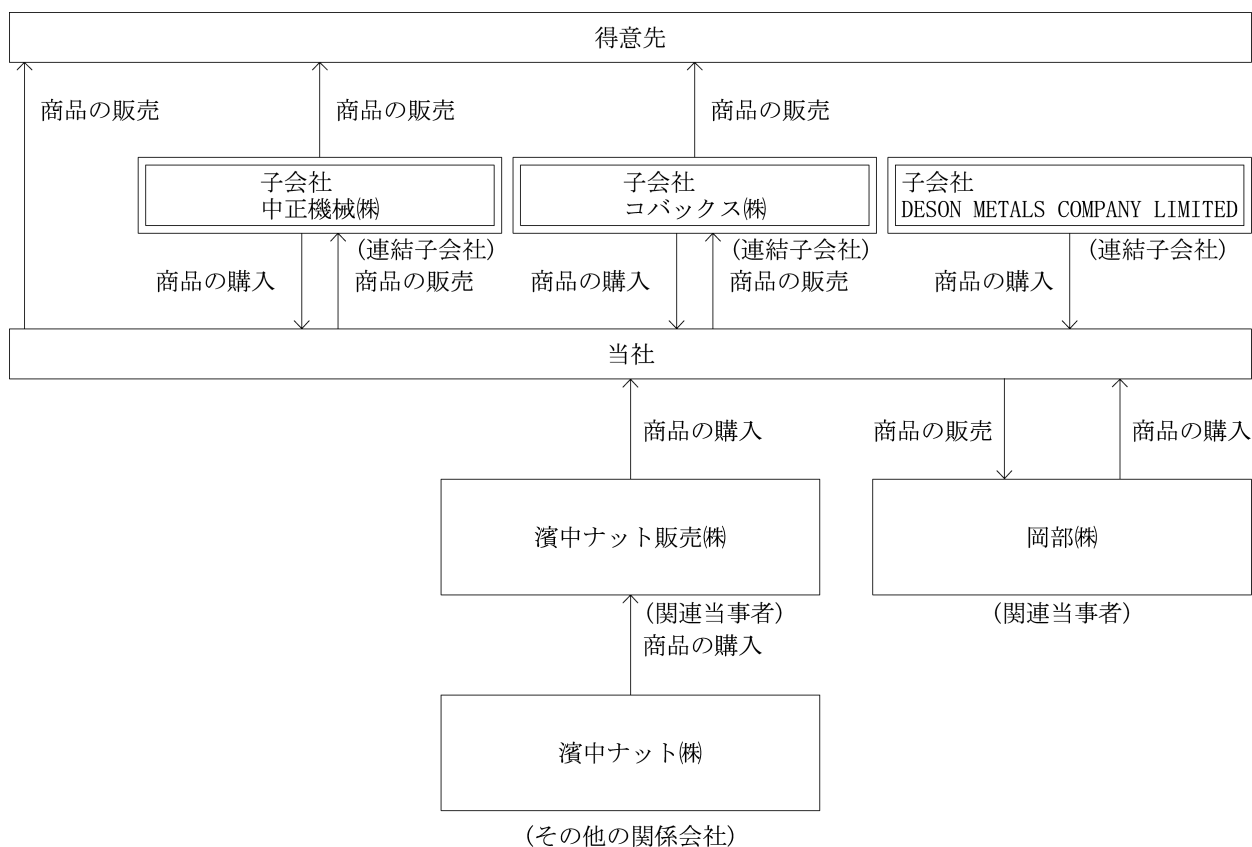 得意先
商品の販売
商品の販売
商品の販売
子会社
中正機械㈱
子会社
コバックス㈱
子会社
DESON METALS COMPANY LIMITED
(連結子会社)
(連結子会社)
(連結子会社)
商品の購入
商品の販売
商品の購入
商品の販売
商品の購入
当社
商品の購入
商品の販売
商品の購入
濱中ナット販売㈱
岡部㈱
(関連当事者)
(関連当事者)
商品の購入
濱中ナット㈱
(その他の関係会社)